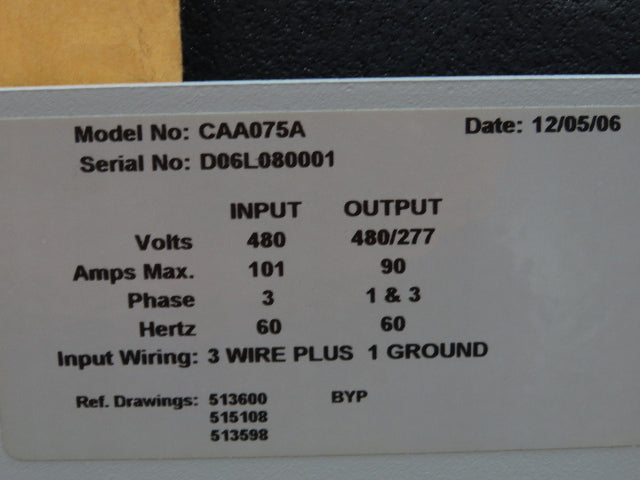 Model No: CAA075A Date: 12/05/06
Serial No: D06L080001
INPUT OUTPUT
Volts 480 480/277
Amps Max. 101 90
Phase 3 1 & 3
Hertz 60 60
Input Wiring: 3 WIRE PLUS 1 GROUND
Ref. Drawings: 513600 BYP
515108
513598